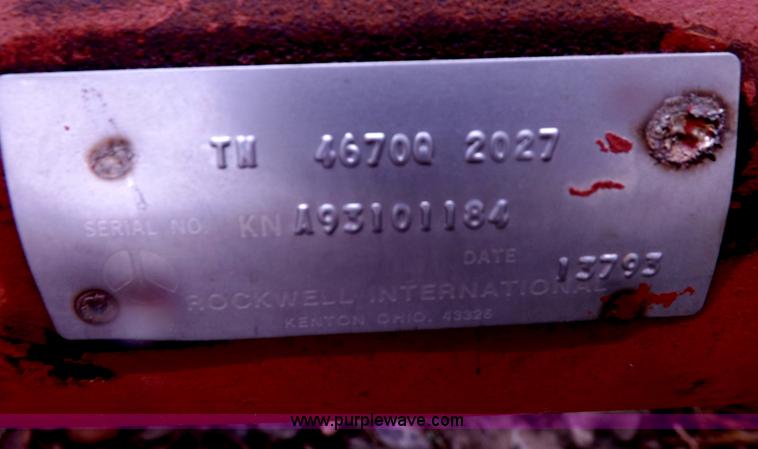 TN 4670Q 2027
SERIAL NO. KN A93101184
DATE 13793
ROCKWELL INTERNATIONAL
KENTON OHIO. 43326
www.purplewave.com